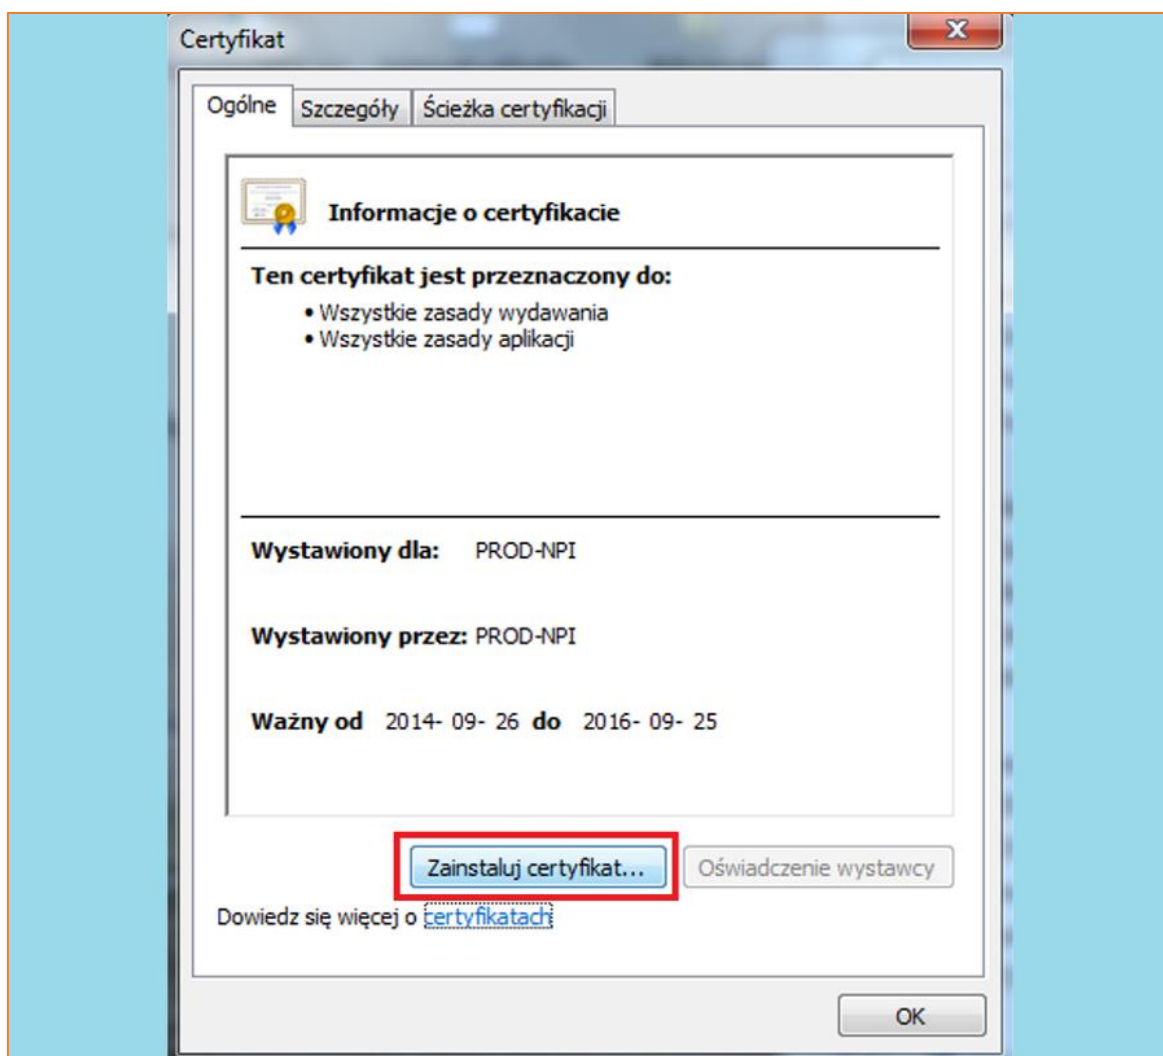 Certyfikat
Ogólne Szczegóły Ścieżka certyfikacji
Informacje o certyfikacie
Ten certyfikat jest przeznaczony do:
• Wszystkie zasady wydawania
• Wszystkie zasady aplikacji
Wystawiony dla: PROD-NPI
Wystawiony przez: PROD-NPI
Ważny od 2014- 09- 26 do 2016- 09- 25
Zainstaluj certyfikat... Oświadczenie wystawcy
Dowiedz się więcej o certyfikatach
OK